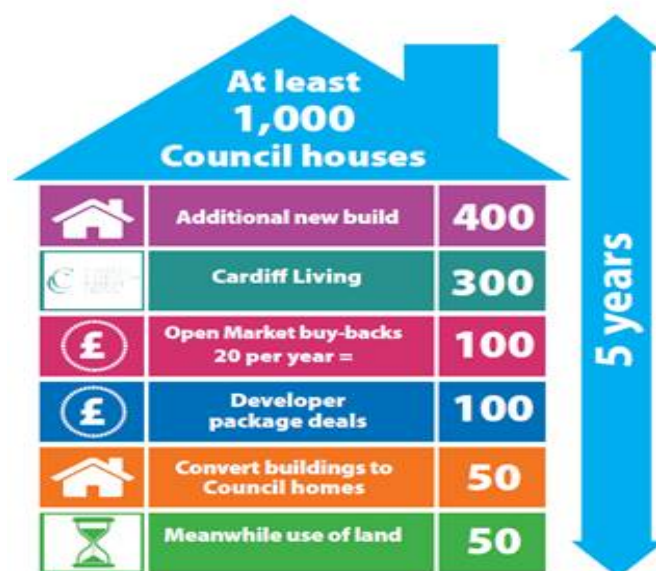 At least
1,000
Council houses
Additional new build
400
Cardiff Living
300
Open Market buy-backs
20 per year =
100
£
Developer
package deals
100
£
Convert buildings to
Council homes
50
Meanwhile use of land
50
5 years